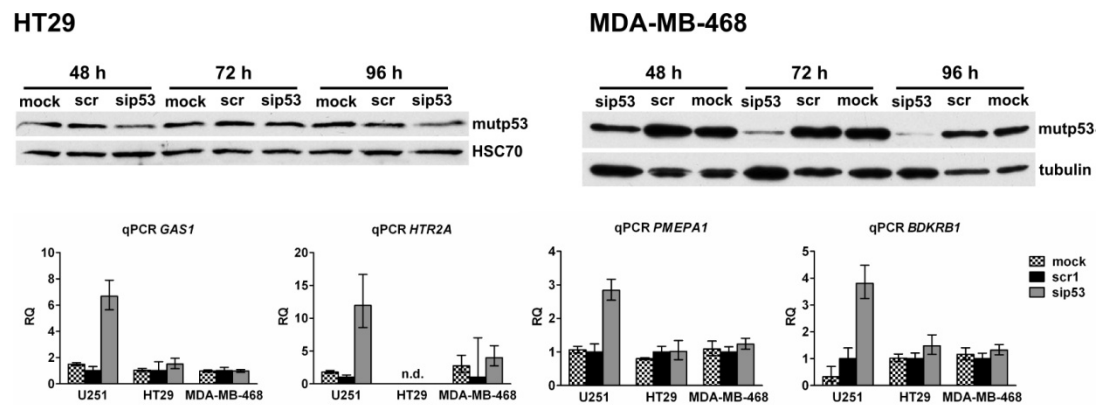 HT29
48 h 72 h 96 h
mock scr sip53 mock scr sip53 mock scr sip53
mutp53
HSC70
MDA-MB-468
48 h 72 h 96 h
sip53 scr mock sip53 scr mock sip53 scr mock
mutp53
tubulin
qPCR GAS1
RQ
10
8
6
4
2
0
U251 HT29 MDA-MB-468
qPCR HTR2A
RQ
20
15
10
5
0
n.d.
U251 HT29 MDA-MB-468
qPCR PMEPA1
RQ
4
3
2
1
0
U251 HT29 MDA-MB-468
qPCR BDKRB1
RQ
5
4
3
2
1
0
U251 HT29 MDA-MB-468
mock
scr1
sip53